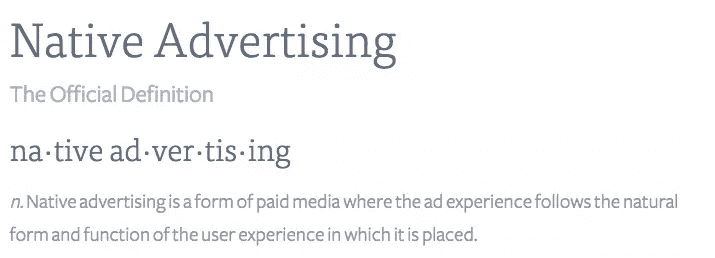 Native Advertising
The Official Definition
na·tive ad·ver·tis·ing
n. Native advertising is a form of paid media where the ad experience follows the natural
form and function of the user experience in which it is placed.